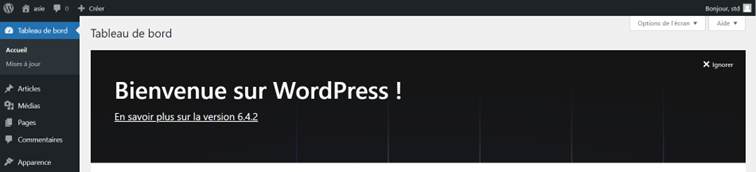 asie 0 Créer Bonjour, std
Tableau de bord Options de l'écran Aide
Tableau de bord
Accueil
Mises à jour
Ignorer
Bienvenue sur WordPress !
En savoir plus sur la version 6.4.2
Articles
Médias
Pages
Commentaires
Apparence